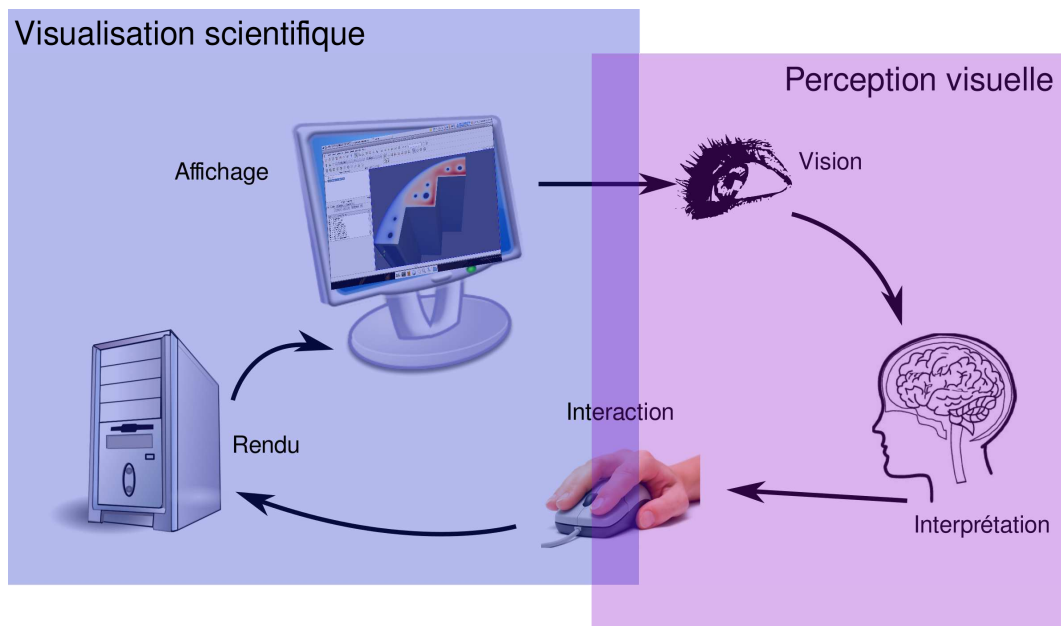 Visualisation scientifique
Perception visuelle
Affichage
Vision
Interaction
Rendu
Interprétation